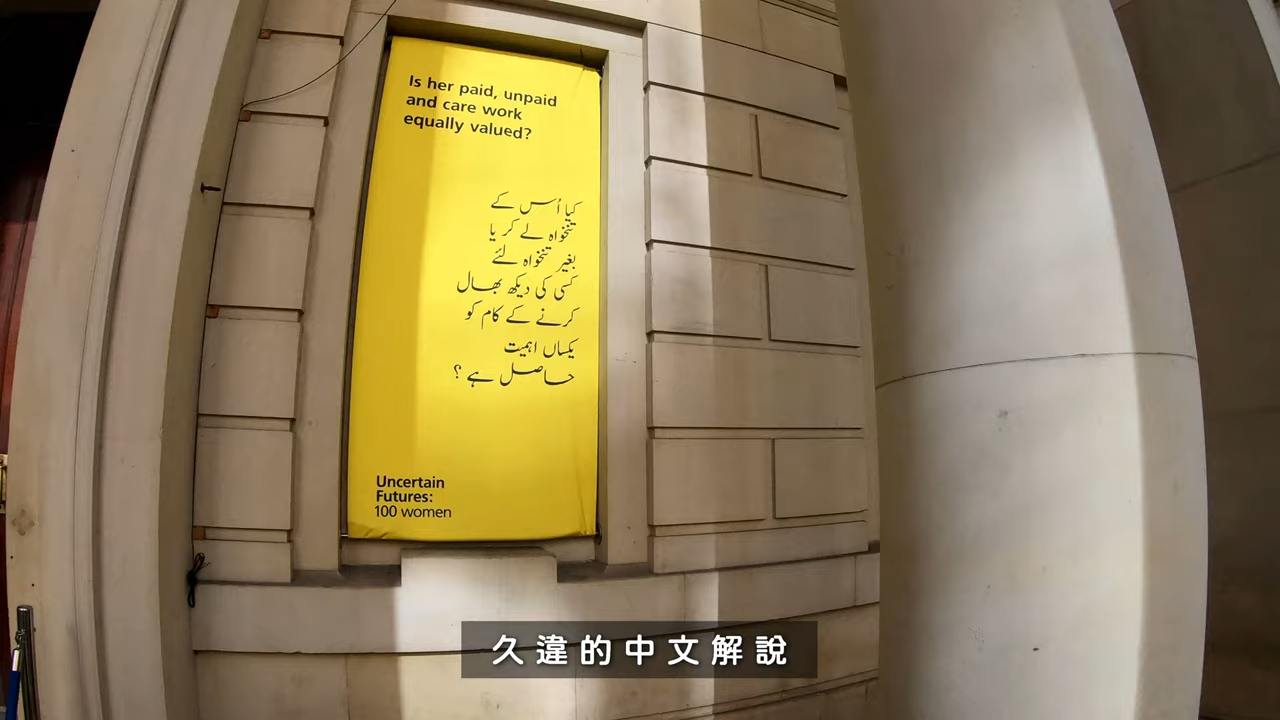 Is her paid, unpaid
and care work
equally valued?
کیا اُس کے
تنخواہ لے کر یا
بغیر تنخواہ لئے
کسی کی دیکھ بھال
کرنے کے کام کو
یکساں اہمیت
حاصل ہے ؟
Uncertain
Futures:
100 women
久違的中文解說